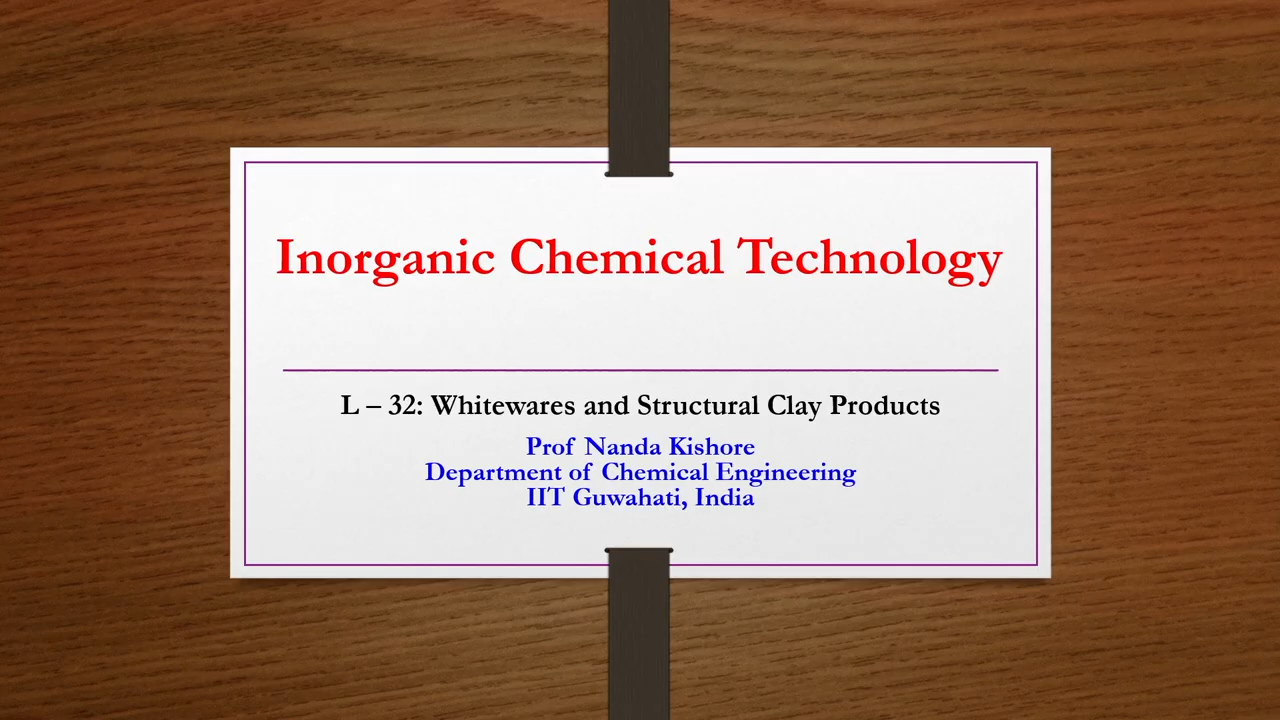 Inorganic Chemical Technology
L – 32: Whitewares and Structural Clay Products
Prof Nanda Kishore
Department of Chemical Engineering
IIT Guwahati, India